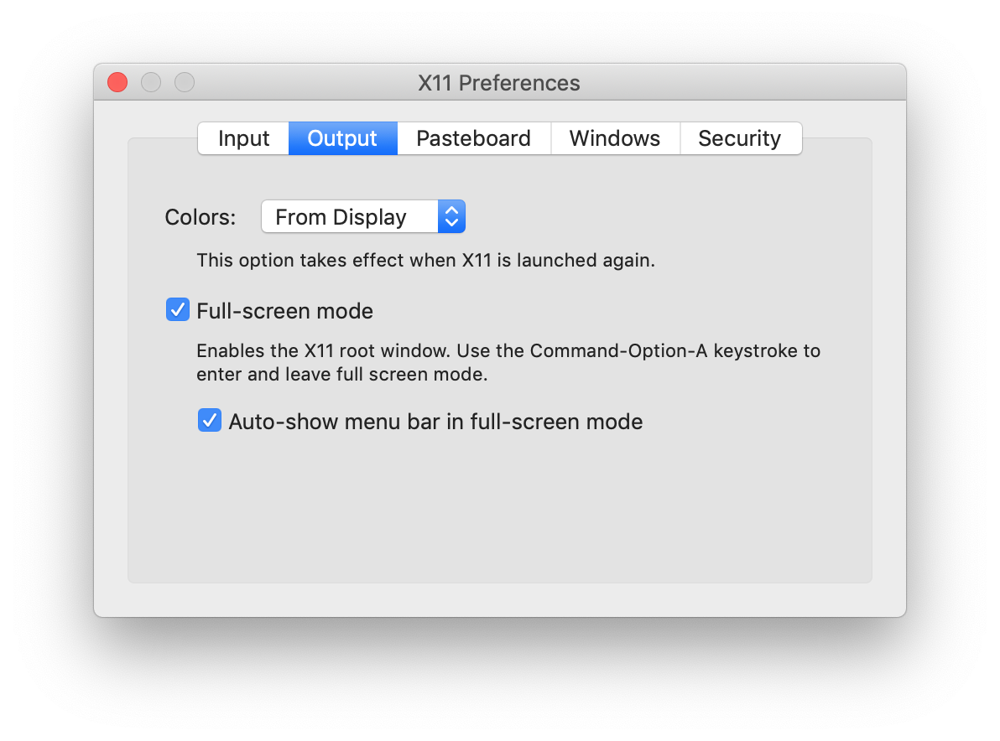 X11 Preferences
Input Output Pasteboard Windows Security
Colors: From Display
This option takes effect when X11 is launched again.
Full-screen mode
Enables the X11 root window. Use the Command-Option-A keystroke to
enter and leave full screen mode.
Auto-show menu bar in full-screen mode